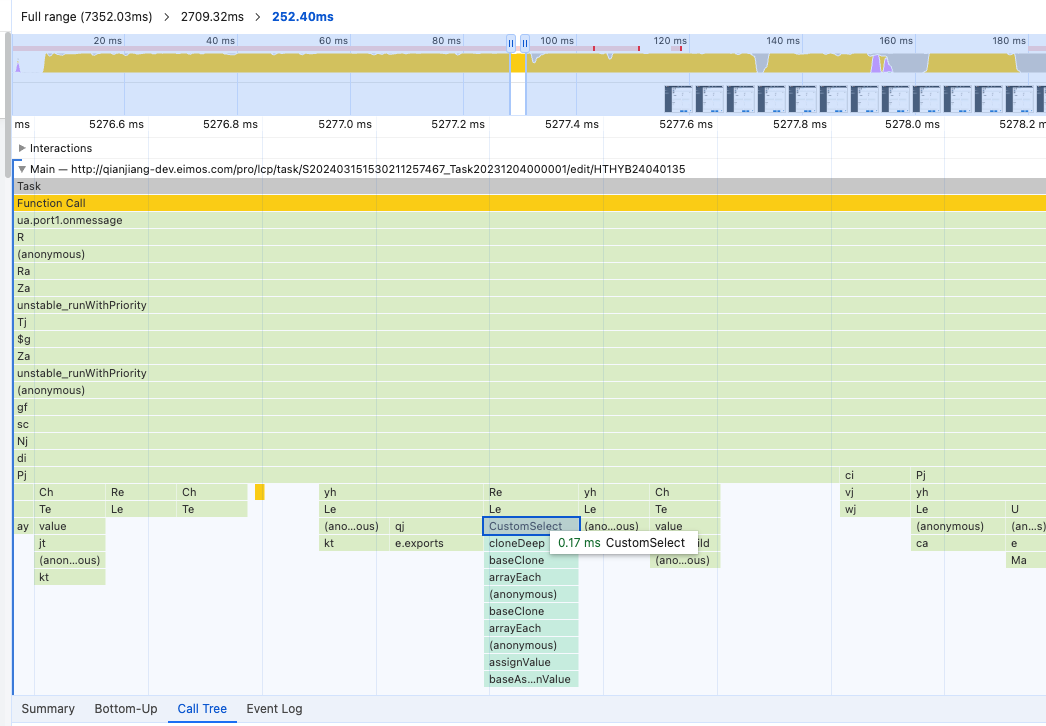 Full range (7352.03ms) > 2709.32ms > 252.40ms
20 ms 40 ms 60 ms 80 ms 100 ms 120 ms 140 ms 160 ms 180 ms
ms 5276.6 ms 5276.8 ms 5277.0 ms 5277.2 ms 5277.4 ms 5277.6 ms 5277.8 ms 5278.0 ms 5278.2 m
Interactions
Main — http://qianjiang-dev.eimos.com/pro/lcp/task/S202403151530211257467_Task20231204000001/edit/HTHYB24040135
Task
Function Call
ua.port1.onmessage
R
(anonymous)
Ra
Za
unstable_runWithPriority
Tj
$g
Za
unstable_runWithPriority
(anonymous)
gf
sc
Nj
di
Pj ci Pj
Ch Re Ch yh Re yh Ch vj yh
Te Le Te Le Le Le Te wj Le U
ay value (ano...ous) qj CustomSelect (ano...ous) value (anonymous) (an...s)
jt kt e.exports cloneDeep 0.17 ms CustomSelect ild ca e
(anon...ous) baseClone (ano...ous) Ma
kt arrayEach
(anonymous)
baseClone
arrayEach
(anonymous)
assignValue
baseAs...nValue
Summary Bottom-Up Call Tree Event Log